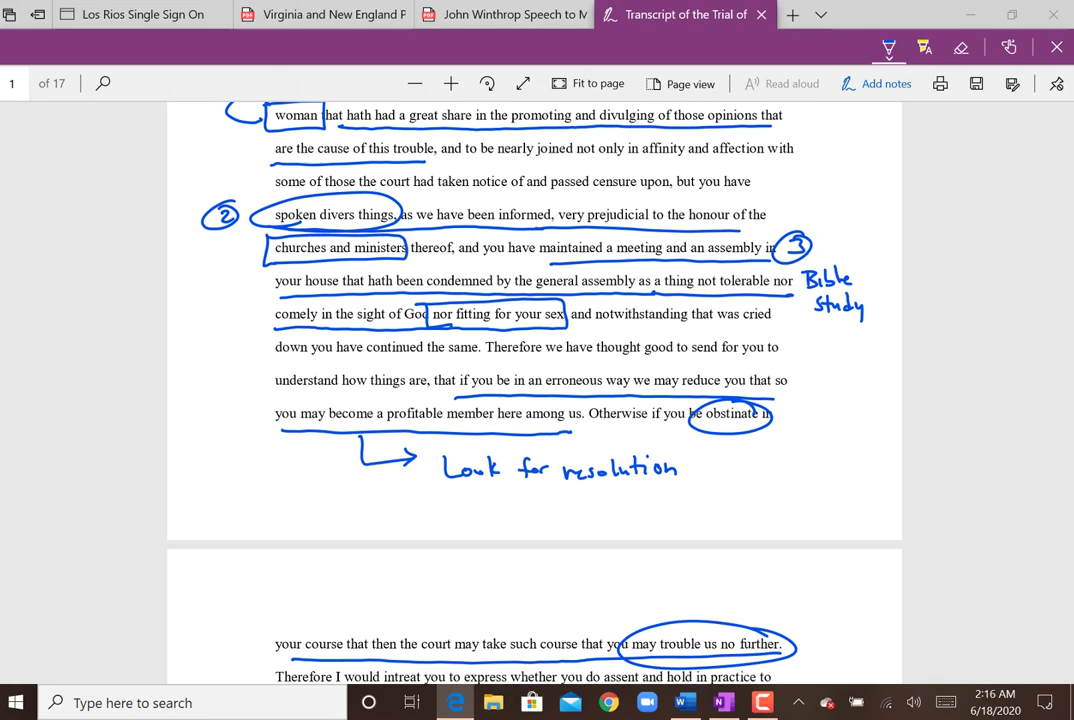 Los Rios Single Sign On
Virginia and New England P
John Winthrop Speech to M
Transcript of the Trial of
1 of 17
Fit to page
Page view
Read aloud
Add notes
woman that hath had a great share in the promoting and divulging of those opinions that
are the cause of this trouble, and to be nearly joined not only in affinity and affection with
some of those the court had taken notice of and passed censure upon, but you have
2 spoken divers things, as we have been informed, very prejudicial to the honour of the
churches and ministers thereof, and you have maintained a meeting and an assembly in 3
your house that hath been condemned by the general assembly as a thing not tolerable nor
Bible
study
comely in the sight of God nor fitting for your sex, and notwithstanding that was cried
down you have continued the same. Therefore we have thought good to send for you to
understand how things are, that if you be in an erroneous way we may reduce you that so
you may become a profitable member here among us. Otherwise if you be obstinate in
Look for resolution
your course that then the court may take such course that you may trouble us no further.
Therefore I would intreat you to express whether you do assent and hold in practice to
Type here to search
2:16 AM
6/18/2020